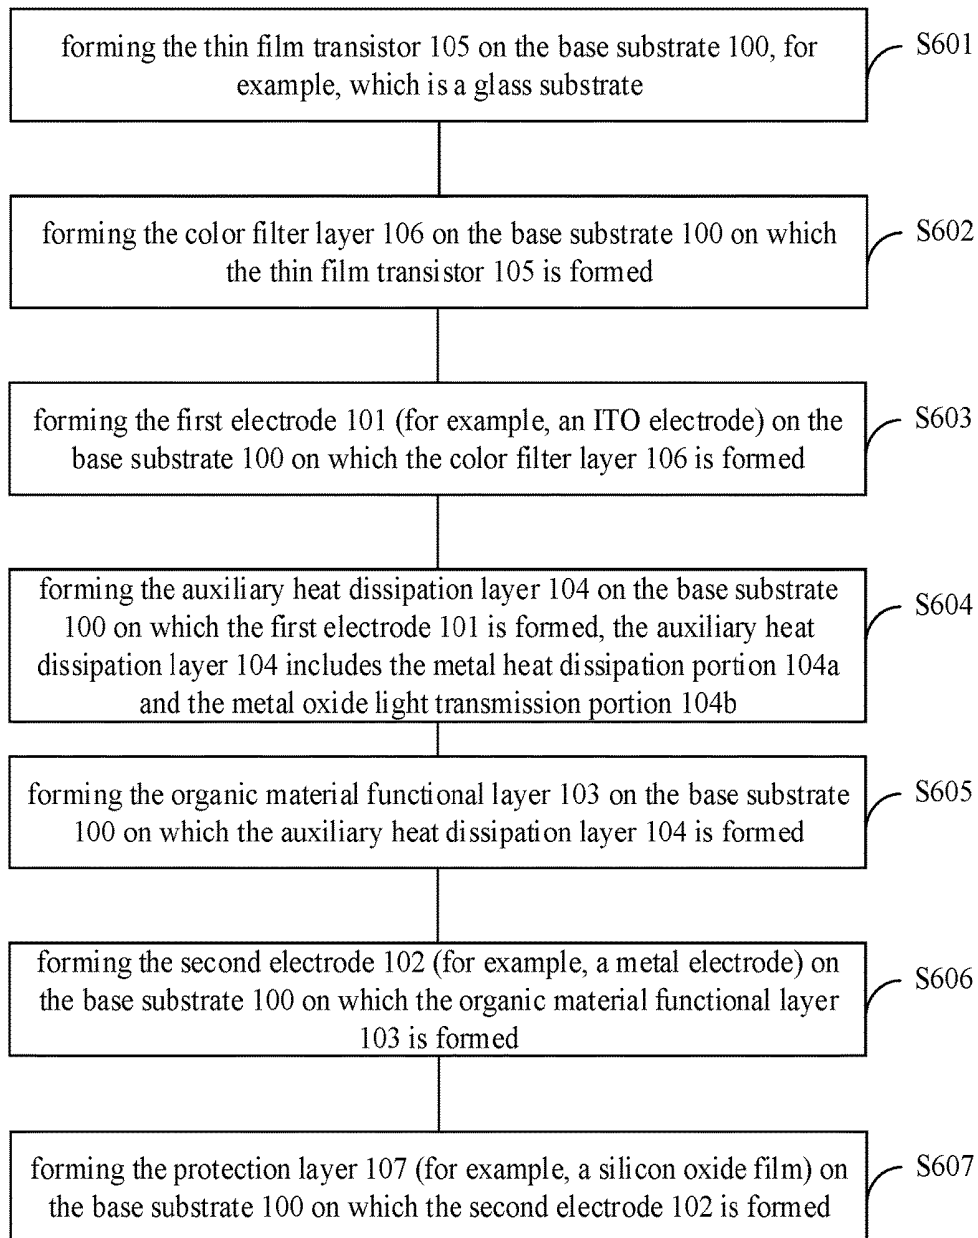 forming the thin film transistor 105 on the base substrate 100, for
example, which is a glass substrate
S601
forming the color filter layer 106 on the base substrate 100 on which
the thin film transistor 105 is formed
S602
forming the first electrode 101 (for example, an ITO electrode) on the
base substrate 100 on which the color filter layer 106 is formed
S603
forming the auxiliary heat dissipation layer 104 on the base substrate
100 on which the first electrode 101 is formed, the auxiliary heat
dissipation layer 104 includes the metal heat dissipation portion 104a
and the metal oxide light transmission portion 104b
S604
forming the organic material functional layer 103 on the base substrate
100 on which the auxiliary heat dissipation layer 104 is formed
S605
forming the second electrode 102 (for example, a metal electrode) on
the base substrate 100 on which the organic material functional layer
103 is formed
S606
forming the protection layer 107 (for example, a silicon oxide film) on
the base substrate 100 on which the second electrode 102 is formed
S607